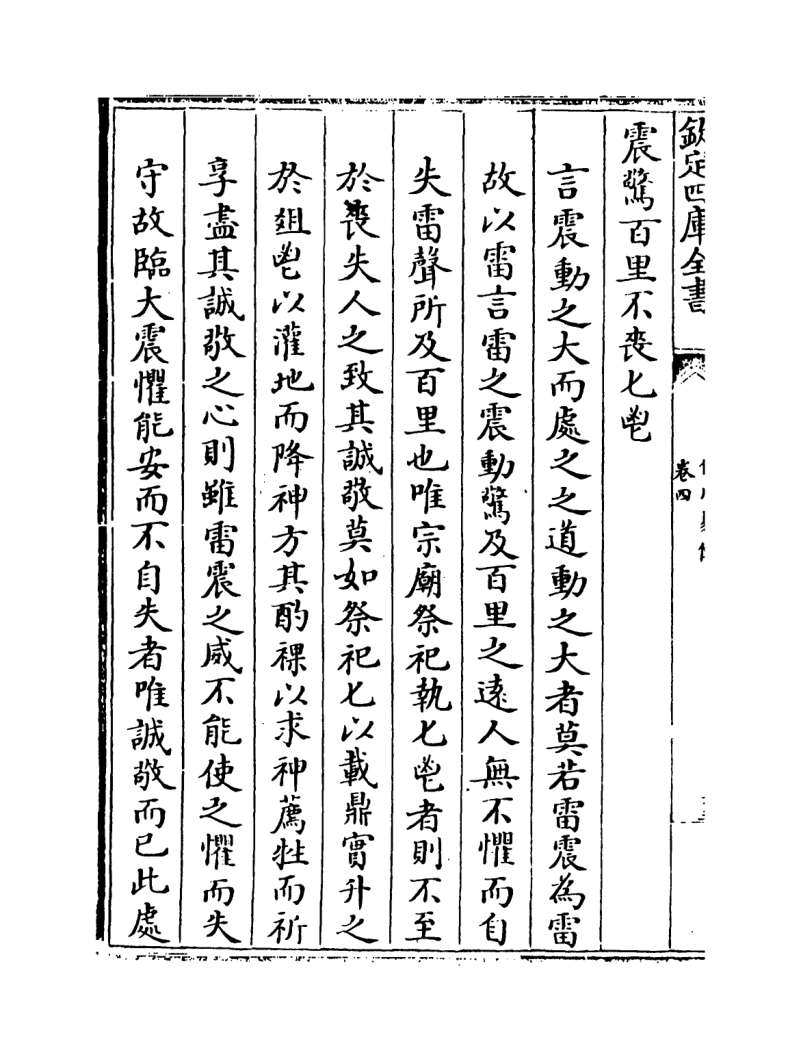 欽定四庫全書
卷四
震驚百里不喪匕鬯
言震動之大而處之之道動之大者莫若雷震為雷
故以雷言雷之震動驚及百里之遠人無不懼而自
失雷聲所及百里也唯宗廟祭祀執匕鬯者則不至
於喪失人之致其誠敬莫如祭祀匕以載鼎實升之
於俎鬯以灌地而降神方其酌祼以求神薦牲而祈
享盡其誠敬之心則雖雷震之威不能使之懼而失
守故臨大震懼能安而不自失者唯誠敬而已此處